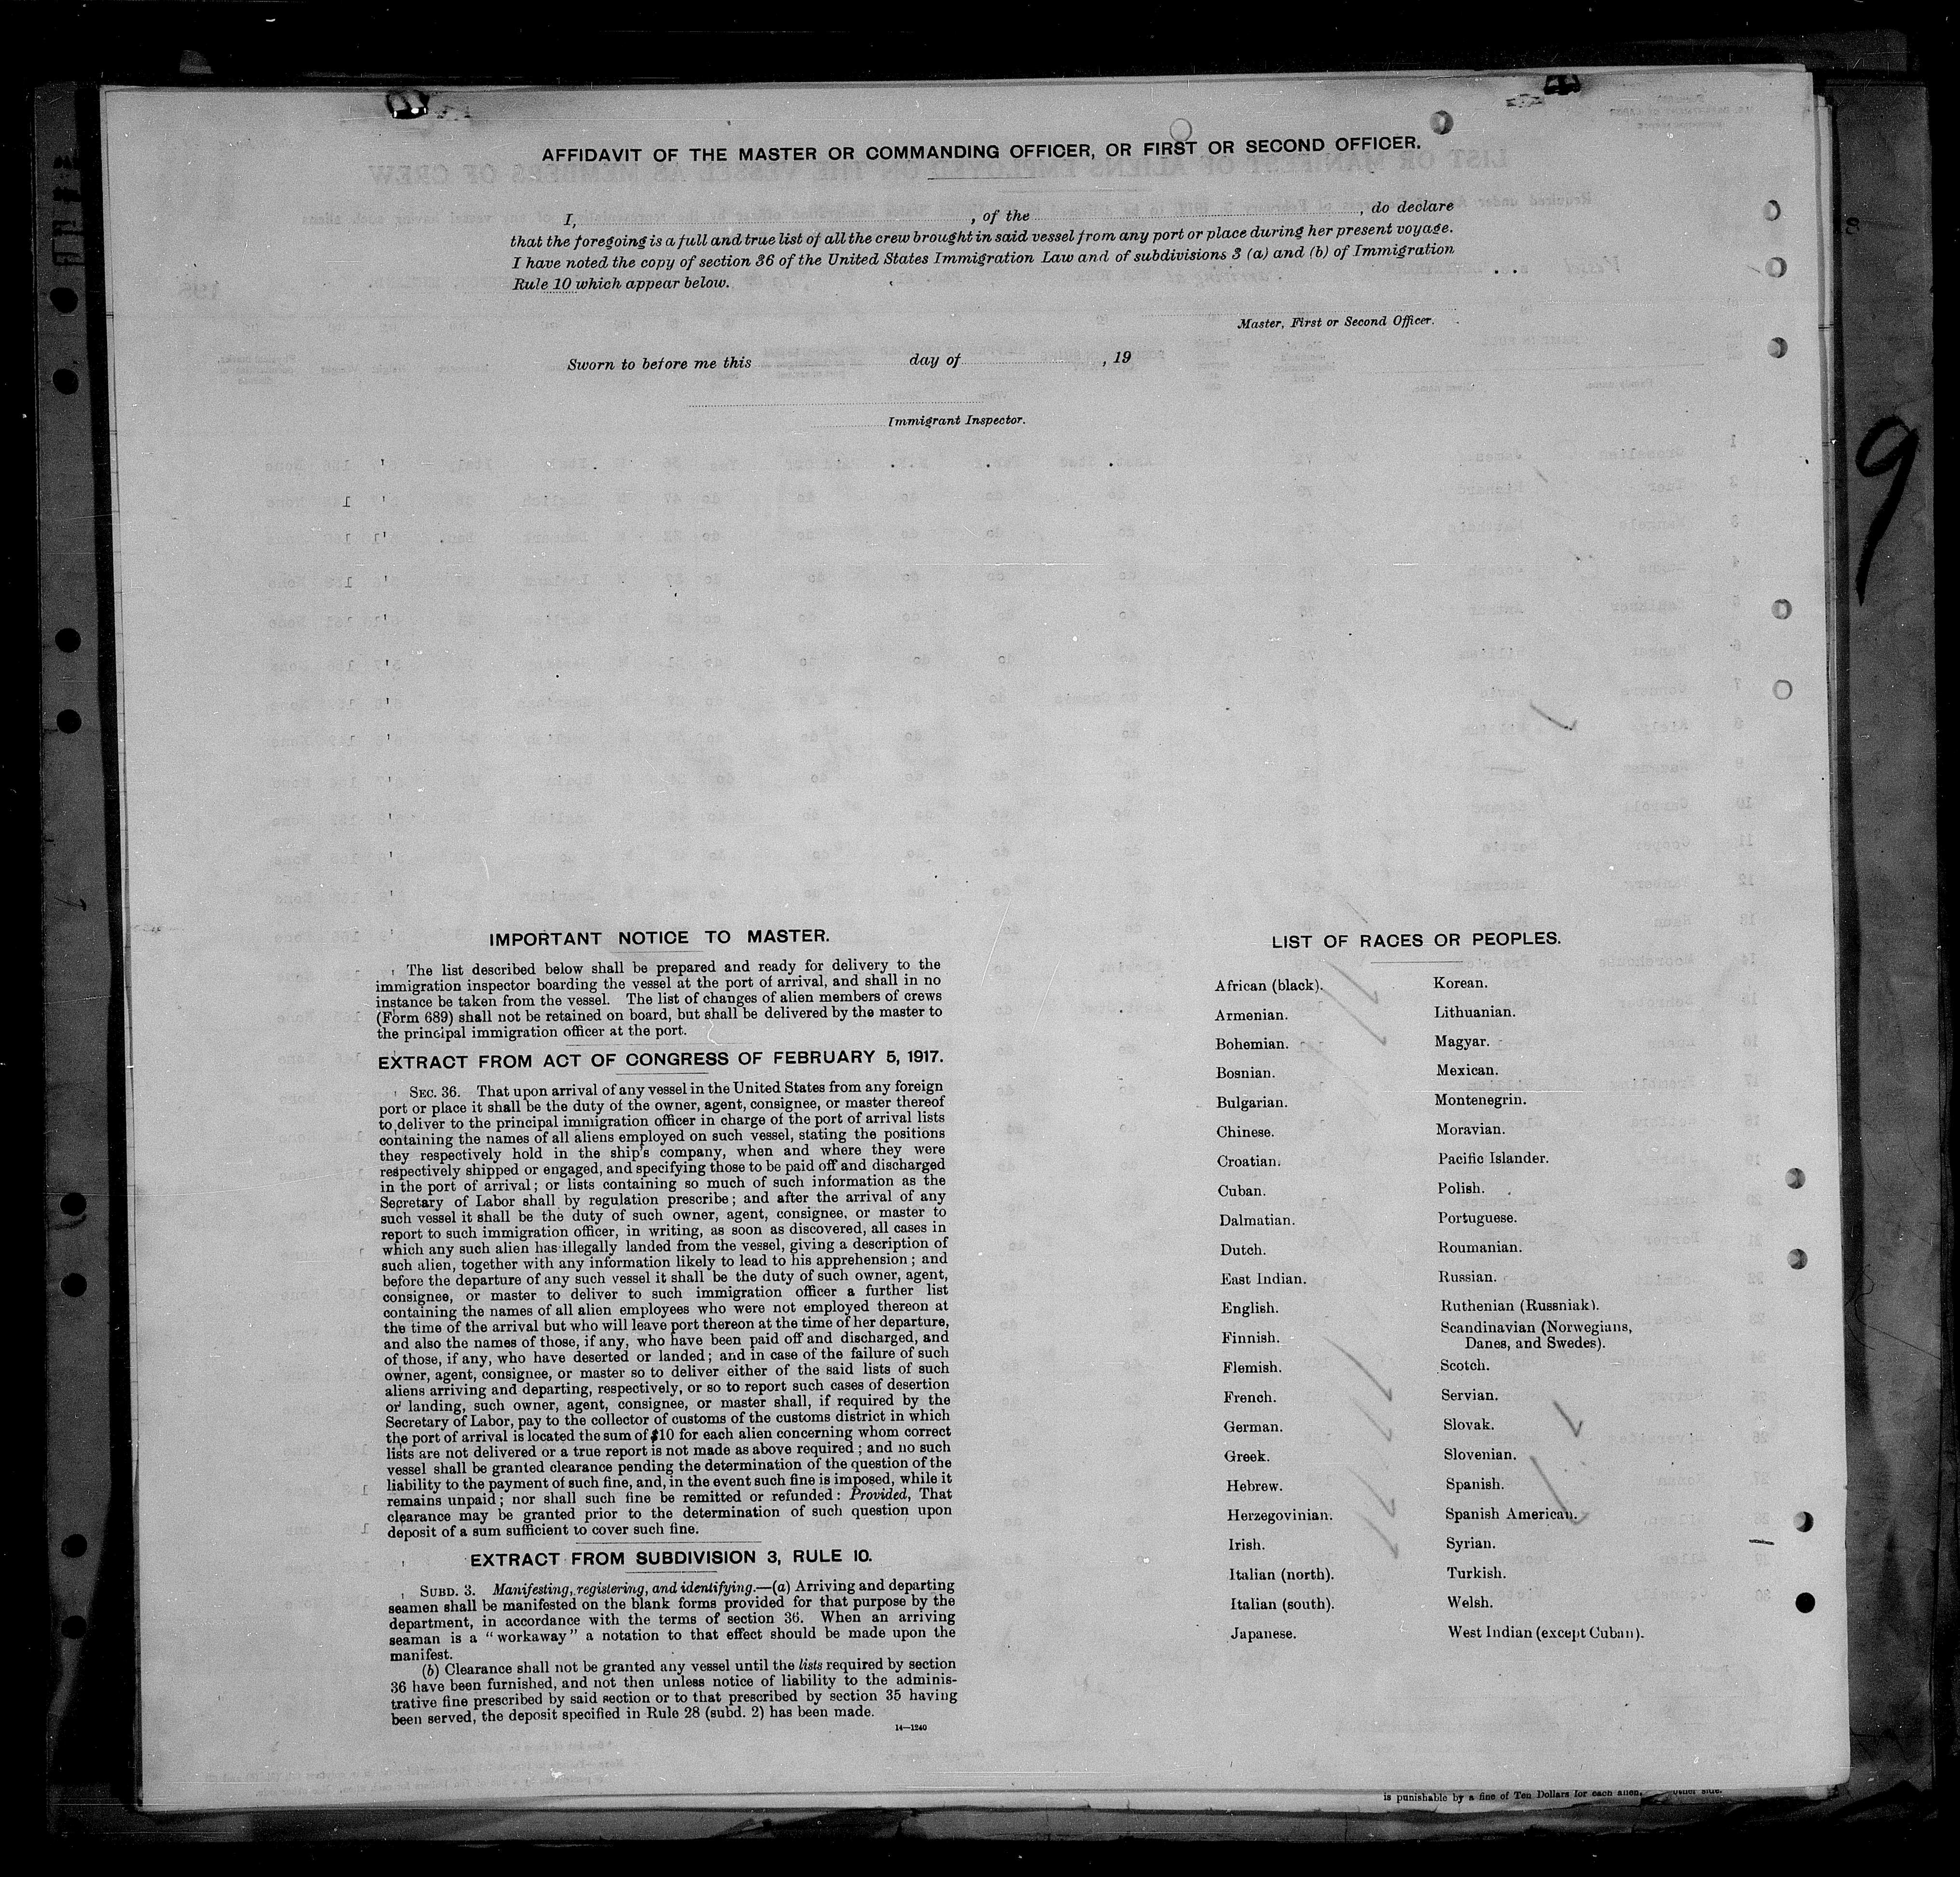 AFFIDAVIT OF THE MASTER OR COMMANDING OFFICER, OR FIRST OR SECOND OFFICER.
I, , of the , do declare
that the foregoing is a full and true list of all the crew brought in said vessel from any port or place during her present voyage.
I have noted the copy of section 36 of the United States Immigration Law and of subdivisions 3 (a) and (b) of Immigration
Rule 10 which appear below.
Master, First or Second Officer.
Sworn to before me this day of , 19
Immigrant Inspector.
9
IMPORTANT NOTICE TO MASTER.
The list described below shall be prepared and ready for delivery to the
immigration inspector boarding the vessel at the port of arrival, and shall in no
instance be taken from the vessel. The list of changes of alien members of crews
(Form 689) shall not be retained on board, but shall be delivered by the master to
the principal immigration officer at the port.
EXTRACT FROM ACT OF CONGRESS OF FEBRUARY 5, 1917.
SEC. 36. That upon arrival of any vessel in the United States from any foreign
port or place it shall be the duty of the owner, agent, consignee, or master thereof
to deliver to the principal immigration officer in charge of the port of arrival lists
containing the names of all aliens employed on such vessel, stating the positions
they respectively hold in the ship's company, when and where they were
respectively shipped or engaged, and specifying those to be paid off and discharged
in the port of arrival; or lists containing so much of such information as the
Secretary of Labor shall by regulation prescribe; and after the arrival of any
such vessel it shall be the duty of such owner, agent, consignee, or master to
report to such immigration officer, in writing, as soon as discovered, all cases in
which any such alien has illegally landed from the vessel, giving a description of
such alien, together with any information likely to lead to his apprehension; and
before the departure of any such vessel it shall be the duty of such owner, agent,
consignee, or master to deliver to such immigration officer a further list
containing the names of all alien employees who were not employed thereon at
the time of the arrival but who will leave port thereon at the time of her departure,
and also the names of those, if any, who have been paid off and discharged, and
of those, if any, who have deserted or landed; and in case of the failure of such
owner, agent, consignee, or master so to deliver either of the said lists of such
aliens arriving and departing, respectively, or so to report such cases of desertion
or landing, such owner, agent, consignee, or master shall, if required by the
Secretary of Labor, pay to the collector of customs of the customs district in which
the port of arrival is located the sum of $10 for each alien concerning whom correct
lists are not delivered or a true report is not made as above required; and no such
vessel shall be granted clearance pending the determination of the question of the
liability to the payment of such fine, and, in the event such fine is imposed, while it
remains unpaid; nor shall such fine be remitted or refunded: Provided, That
clearance may be granted prior to the determination of such question upon
deposit of a sum sufficient to cover such fine.
EXTRACT FROM SUBDIVISION 3, RULE 10.
SUBD. 3. Manifesting, registering, and identifying.—(a) Arriving and departing
seamen shall be manifested on the blank forms provided for that purpose by the
department, in accordance with the terms of section 36. When an arriving
seaman is a "workaway" a notation to that effect should be made upon the
manifest.
(b) Clearance shall not be granted any vessel until the lists required by section
36 have been furnished, and not then unless notice of liability to the adminis-
trative fine prescribed by said section or to that prescribed by section 35 having
been served, the deposit specified in Rule 28 (subd. 2) has been made.
14—1240
LIST OF RACES OR PEOPLES.
African (black).
Armenian.
Bohemian.
Bosnian.
Bulgarian.
Chinese.
Croatian.
Cuban.
Dalmatian.
Dutch.
East Indian.
English.
Finnish.
Flemish.
French.
German.
Greek.
Hebrew.
Herzegovinian.
Irish.
Italian (north).
Italian (south).
Japanese.
Korean.
Lithuanian.
Magyar.
Mexican.
Montenegrin.
Moravian.
Pacific Islander.
Polish.
Portuguese.
Roumanian.
Russian.
Ruthenian (Russniak).
Scandinavian (Norwegians,
Danes, and Swedes).
Scotch.
Servian.
Slovak.
Slovenian.
Spanish.
Spanish American.
Syrian.
Turkish.
Welsh.
West Indian (except Cuban).
is punishable by a fine of Ten Dollars for each alien. other side.